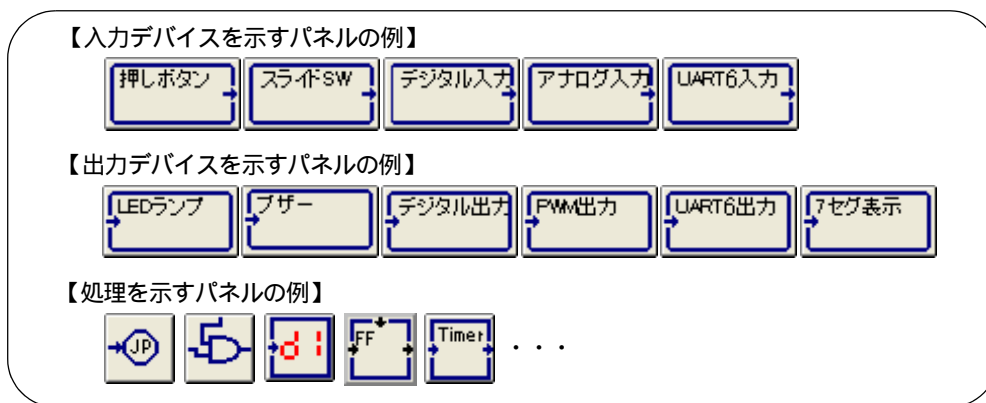 【入力デバイスを示すパネルの例】
押しボタン スライドSW デジタル入力 アナログ入力 UART6入力
【出力デバイスを示すパネルの例】
LEDランプ ブザー デジタル出力 PWM出力 UART6出力 7セグ表示
【処理を示すパネルの例】
JP d1 FF Timer ・・・